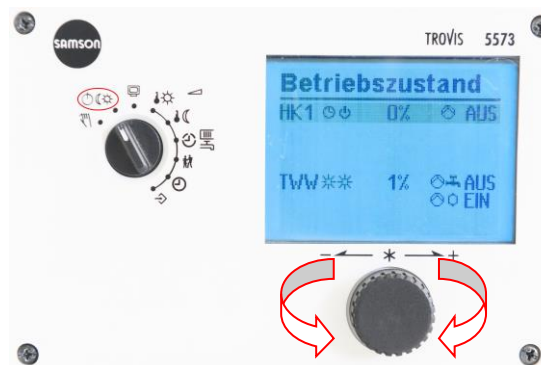 SAMSON
TROVIS 5573
Betriebszustand
HK1 0% AUS
TWW 1% AUS
EIN
- * +